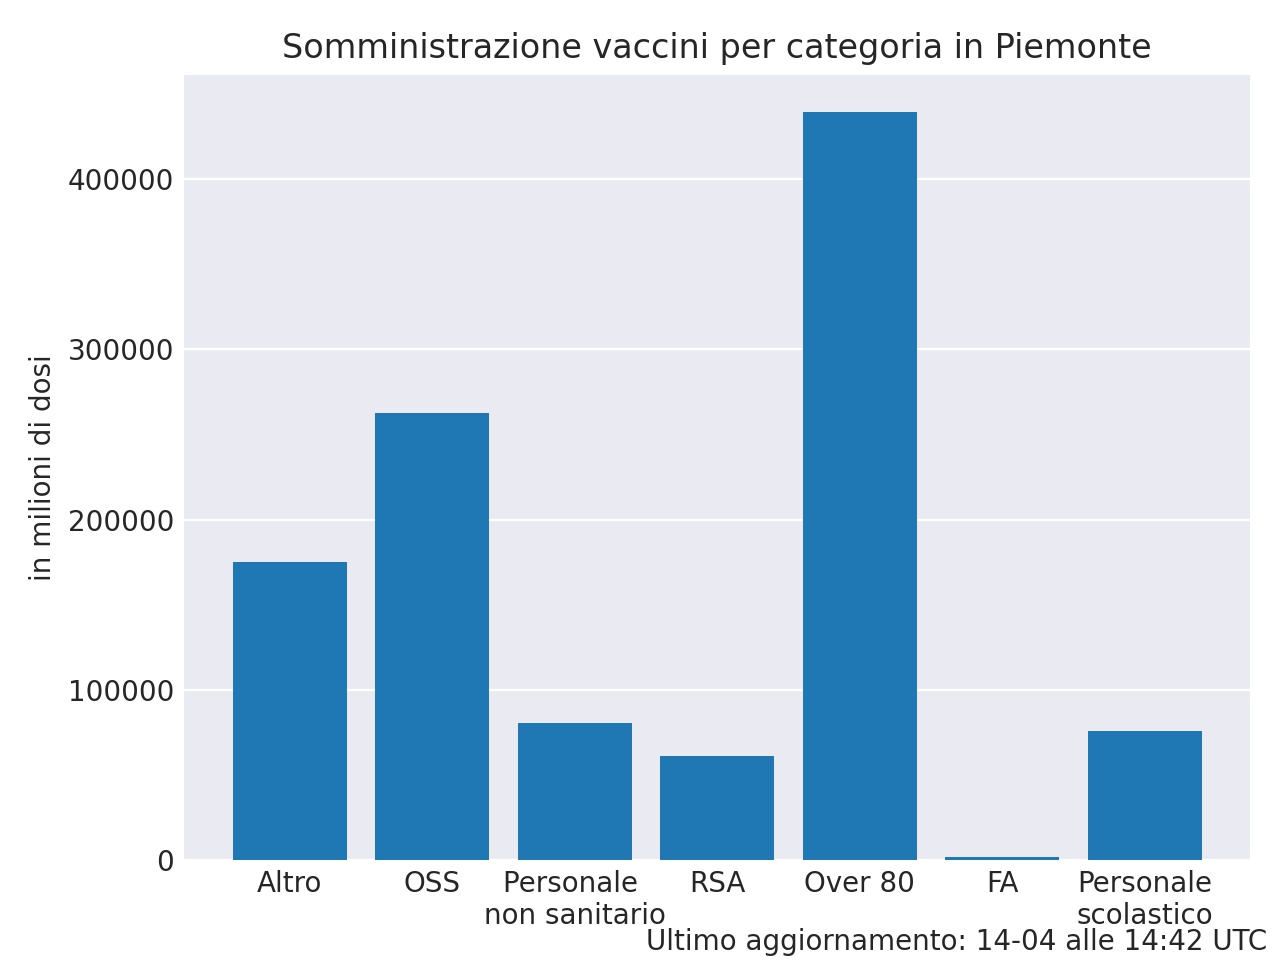 Somministrazione vaccini per categoria in Piemonte
in milioni di dosi
400000
300000
200000
100000
0
Altro
OSS
Personale
non sanitario
RSA
Over 80
FA
Personale
scolastico
Ultimo aggiornamento: 14-04 alle 14:42 UTC